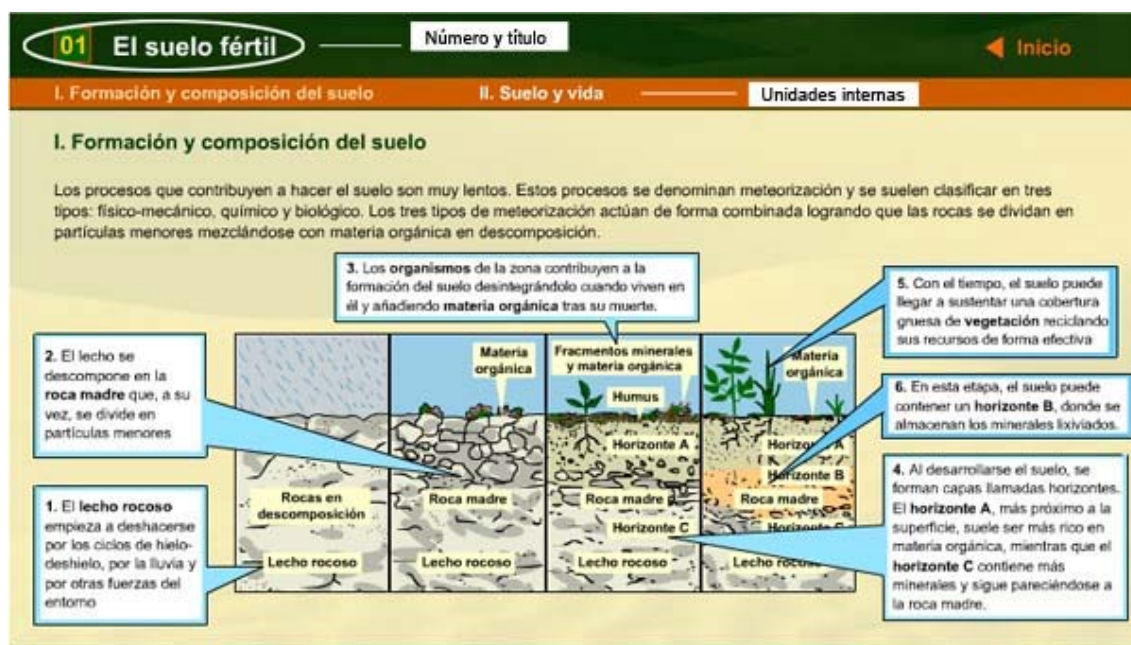 01 El suelo fértil
Número y título
Inicio
I. Formación y composición del suelo
II. Suelo y vida
Unidades internas
I. Formación y composición del suelo
Los procesos que contribuyen a hacer el suelo son muy lentos. Estos procesos se denominan meteorización y se suelen clasificar en tres
tipos: físico-mecánico, químico y biológico. Los tres tipos de meteorización actúan de forma combinada logrando que las rocas se dividan en
partículas menores mezclándose con materia orgánica en descomposición.
3. Los organismos de la zona contribuyen a la
formación del suelo desintegrándolo cuando viven en
él y añadiendo materia orgánica tras su muerte.
5. Con el tiempo, el suelo puede
llegar a sustentar una cobertura
gruesa de vegetación reciclando
sus recursos de forma efectiva
2. El lecho se
descompone en la
roca madre que, a su
vez, se divide en
partículas menores
6. En esta etapa, el suelo puede
contener un horizonte B, donde se
almacenan los minerales lixiviados.
1. El lecho rocoso
empieza a deshacerse
por los ciclos de hielo-
deshielo, por la lluvia y
por otras fuerzas del
entorno
4. Al desarrollarse el suelo, se
forman capas llamadas horizontes.
El horizonte A, más próximo a la
superficie, suele ser más rico en
materia orgánica, mientras que el
horizonte C contiene más
minerales y sigue pareciéndose a
la roca madre.
Rocas en
descomposición
Lecho rocoso
Materia
orgánica
Roca madre
Lecho rocoso
Fracmentos minerales
y materia orgánica
Humus
Horizonte A
Roca madre
Horizonte C
Lecho rocoso
Materia
orgánica
Horizonte A
Horizonte B
Roca madre
Horizonte C
Lecho rocoso